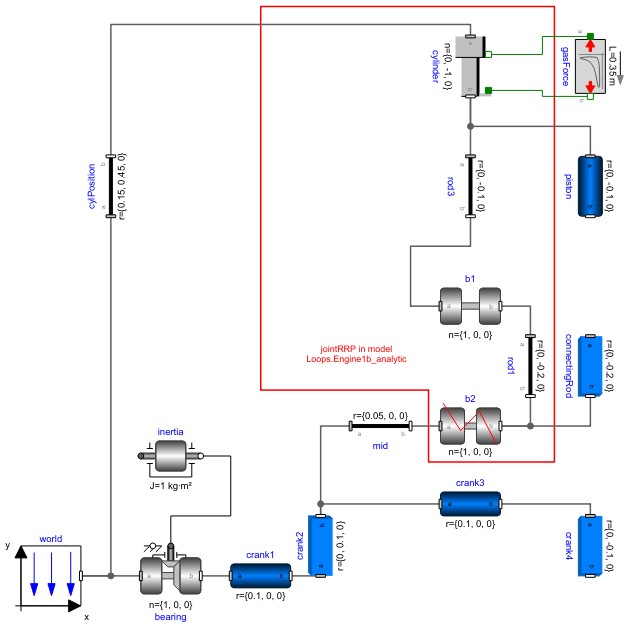 n={0, -1, 0}
cylinder
a
b
gasForce
L=0.35 m
a
b
cylPosition
r={0.15, 0.45, 0}
b
a
rod3
r={0, -0.1, 0}
a
b
piston
r={0, -0.1, 0}
a
b
b1
a
b
n={1, 0, 0}
jointRRP in model
Loops.Engine1b_analytic
rod1
r={0, -0.2, 0}
a
b
connectingRod
r={0, -0.2, 0}
a
b
b2
a
b
n={1, 0, 0}
r={0.05, 0, 0}
a
b
mid
inertia
J=1 kg·m²
crank3
a
b
r={0.1, 0, 0}
crank2
r={0, 0.1, 0}
a
b
crank4
r={0, -0.1, 0}
a
b
world
y
x
a
b
n={1, 0, 0}
bearing
crank1
a
b
r={0.1, 0, 0}